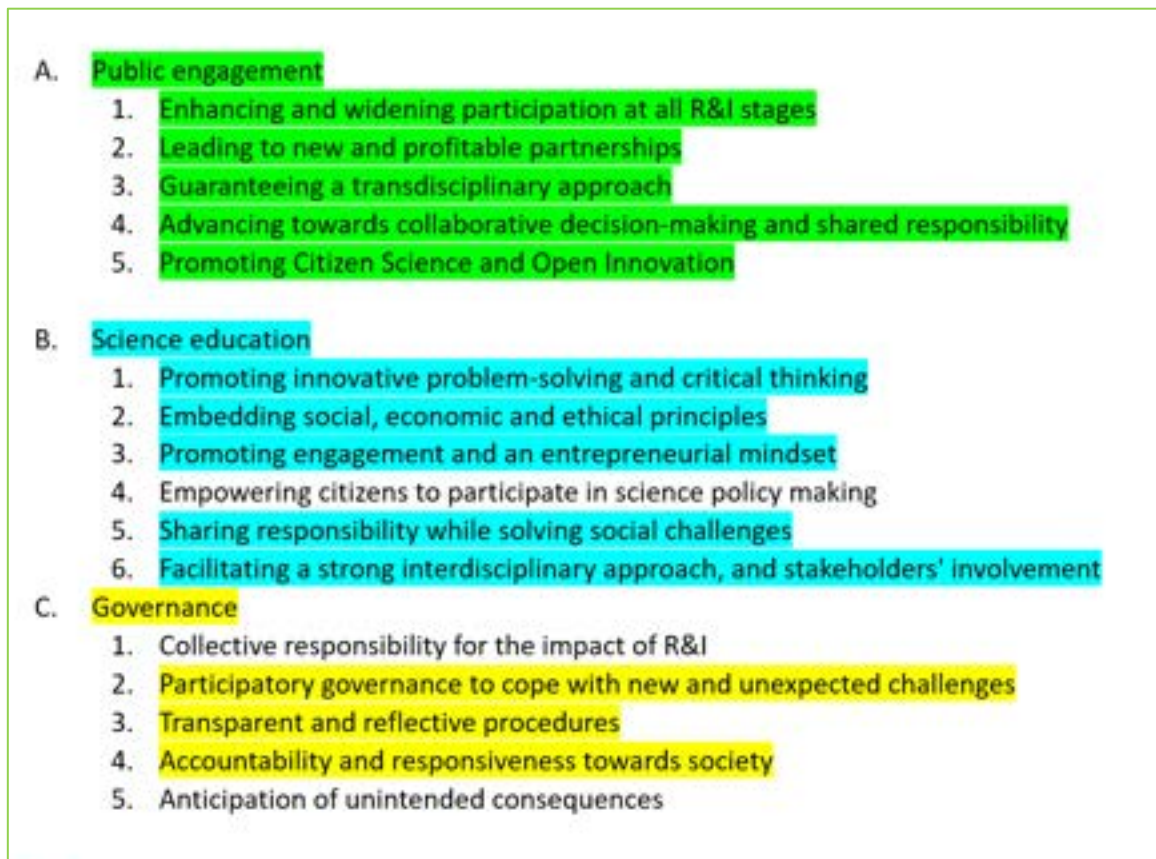 A. Public engagement
1. Enhancing and widening participation at all R&I stages
2. Leading to new and profitable partnerships
3. Guaranteeing a transdisciplinary approach
4. Advancing towards collaborative decision-making and shared responsibility
5. Promoting Citizen Science and Open Innovation
B. Science education
1. Promoting innovative problem-solving and critical thinking
2. Embedding social, economic and ethical principles
3. Promoting engagement and an entrepreneurial mindset
4. Empowering citizens to participate in science policy making
5. Sharing responsibility while solving social challenges
6. Facilitating a strong interdisciplinary approach, and stakeholders' involvement
C. Governance
1. Collective responsibility for the impact of R&I
2. Participatory governance to cope with new and unexpected challenges
3. Transparent and reflective procedures
4. Accountability and responsiveness towards society
5. Anticipation of unintended consequences